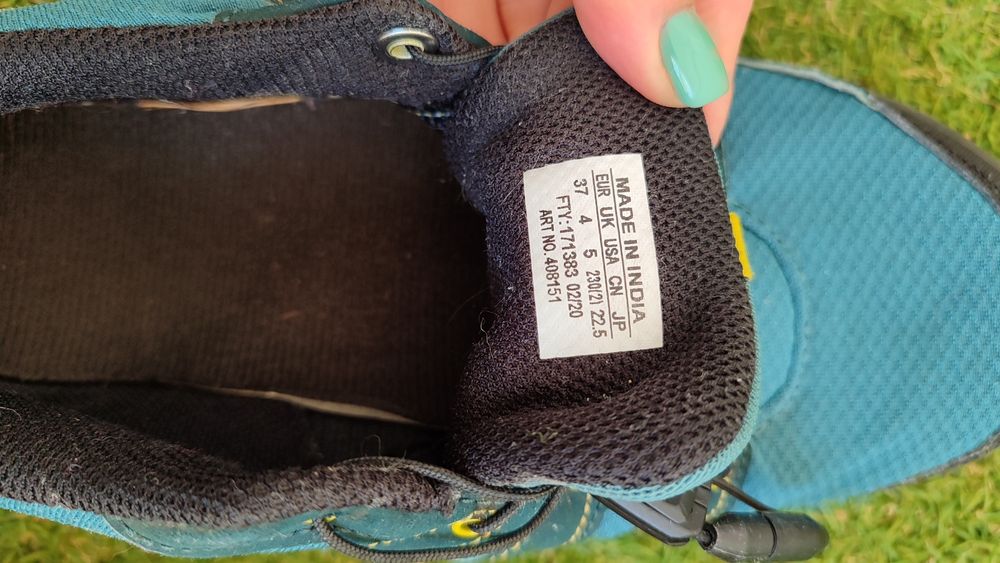 MADE IN INDIA
EUR UK USA CN JP
37 4 5 230(2) 22.5
FTY:171383 02/20
ART NO. 408151